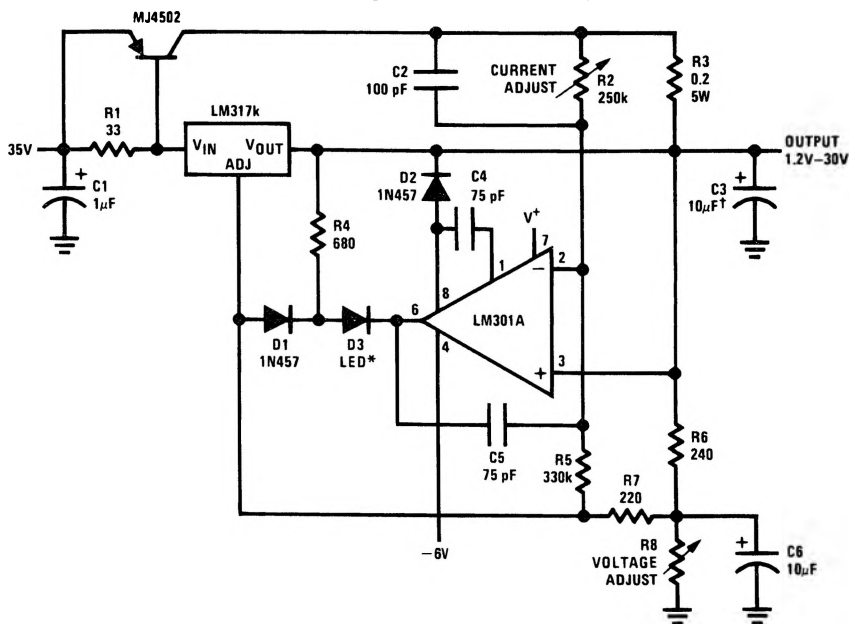 MJ4502
C2
100 pF
CURRENT
ADJUST
R2
250k
R3
0.2
5W
R1
33
LM317k
VIN
VOUT
ADJ
35V
OUTPUT
1.2V–30V
C1
1μF
+
D2
1N457
C4
75 pF
C3
10μF†
+
R4
680
V+
7
1
2
−
8
6
LM301A
4
3
+
D1
1N457
D3
LED*
C5
75 pF
R5
330k
R6
240
R7
220
−6V
R8
VOLTAGE
ADJUST
+
C6
10μF